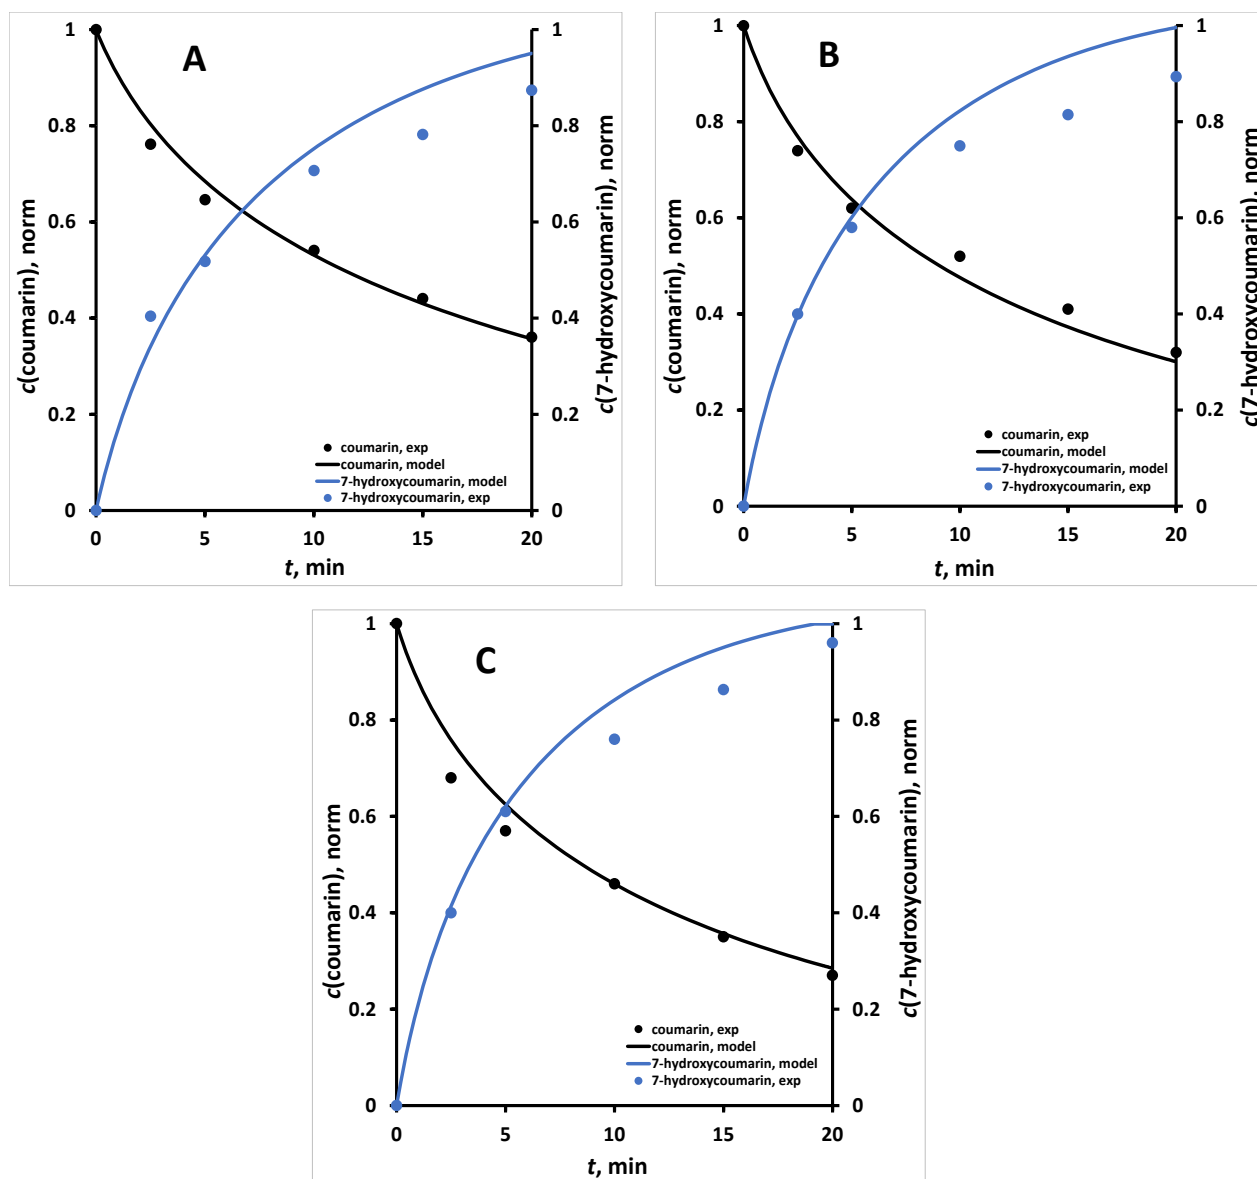 A
1
0.8
0.6
0.4
0.2
0
1
0.8
0.6
0.4
0.2
0
0
5
10
15
20
c(coumarin), norm
c(7-hydroxycoumarin), norm
t, min
coumarin, exp
coumarin, model
7-hydroxycoumarin, model
7-hydroxycoumarin, exp
B
1
0.8
0.6
0.4
0.2
0
1
0.8
0.6
0.4
0.2
0
0
5
10
15
20
c(coumarin), norm
c(7-hydroxycoumarin), norm
t, min
coumarin, exp
coumarin, model
7-hydroxycoumarin, model
7-hydroxycoumarin, exp
C
1
0.8
0.6
0.4
0.2
0
1
0.8
0.6
0.4
0.2
0
0
5
10
15
20
c(coumarin), norm
c(7-hydroxycoumarin), norm
t, min
coumarin, exp
coumarin, model
7-hydroxycoumarin, model
7-hydroxycoumarin, exp